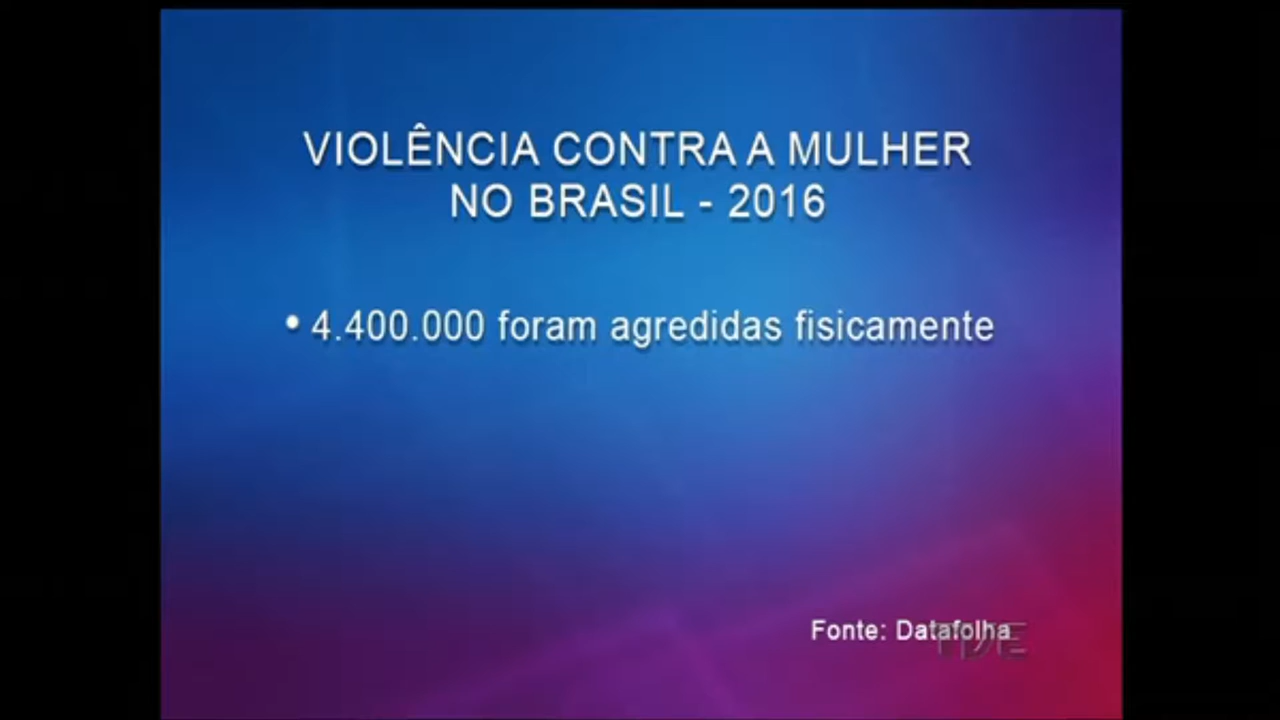 VIOLÊNCIA CONTRA A MULHER
NO BRASIL - 2016
• 4.400.000 foram agredidas fisicamente
Fonte: Datafolha